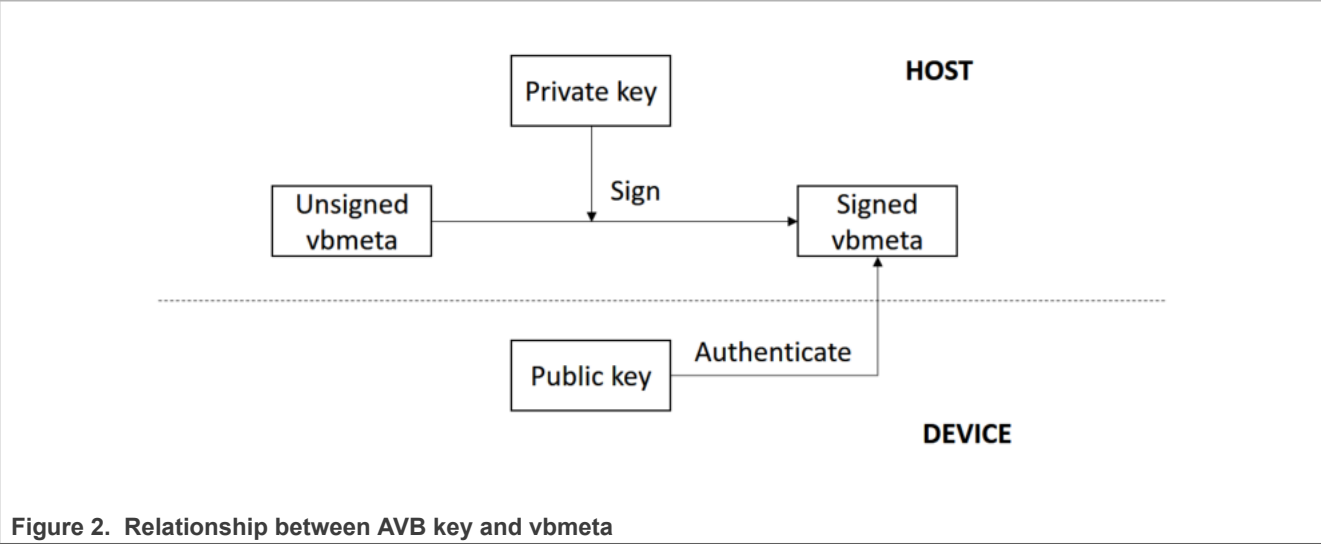 Private key
HOST
Sign
Unsigned
vbmeta
Signed
vbmeta
Authenticate
Public key
DEVICE
Figure 2. Relationship between AVB key and vbmeta